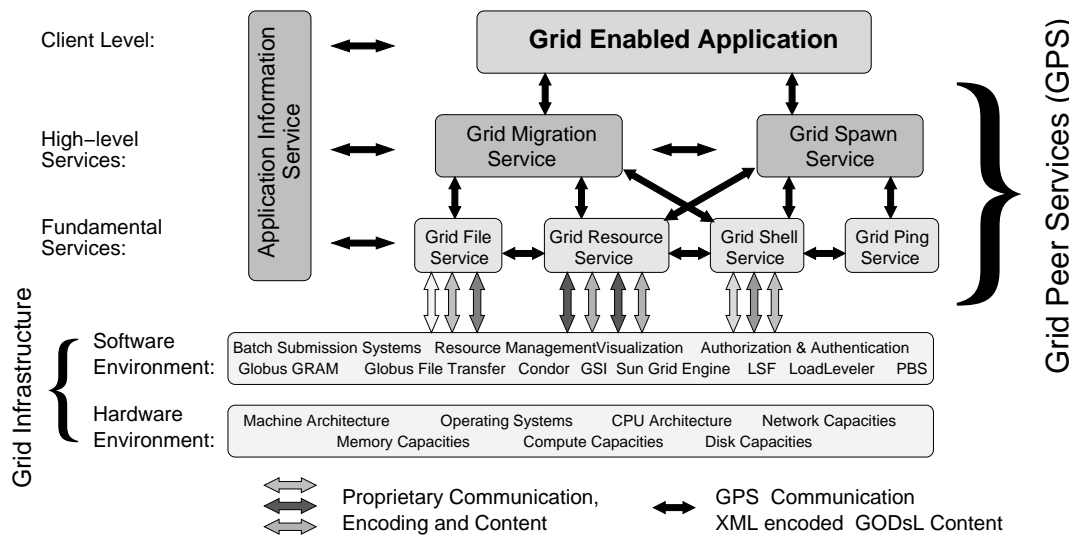 Client Level:
Grid Enabled Application
Application Information
Service
High–level
Services:
Grid Migration
Service
Grid Spawn
Service
Fundamental
Services:
Grid File
Service
Grid Resource
Service
Grid Shell
Service
Grid Ping
Service
Grid Peer Services (GPS)
Grid Infrastructure
Software
Environment:
Batch Submission Systems Resource Management Visualization Authorization & Authentication
Globus GRAM Globus File Transfer Condor GSI Sun Grid Engine LSF LoadLeveler PBS
Hardware
Environment:
Machine Architecture Operating Systems CPU Architecture Network Capacities
Memory Capacities Compute Capacities Disk Capacities
Proprietary Communication,
Encoding and Content
GPS Communication
XML encoded GODsL Content